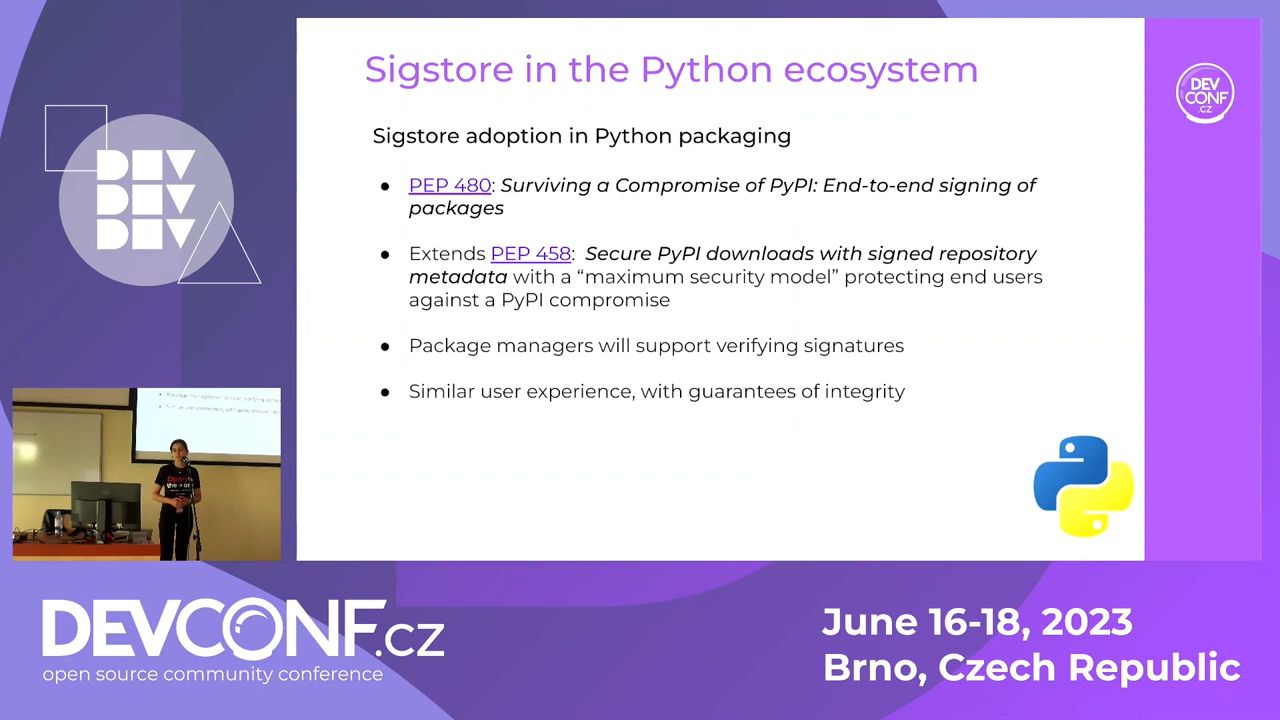 Sigstore in the Python ecosystem
DEV
CONF
.cz
Sigstore adoption in Python packaging
● PEP 480: Surviving a Compromise of PyPI: End-to-end signing of
packages
● Extends PEP 458: Secure PyPI downloads with signed repository
metadata with a “maximum security model” protecting end users
against a PyPI compromise
● Package managers will support verifying signatures
● Similar user experience, with guarantees of integrity
DEV
DEV
DEV
DEVCONF.cz
open source community conference
June 16-18, 2023
Brno, Czech Republic